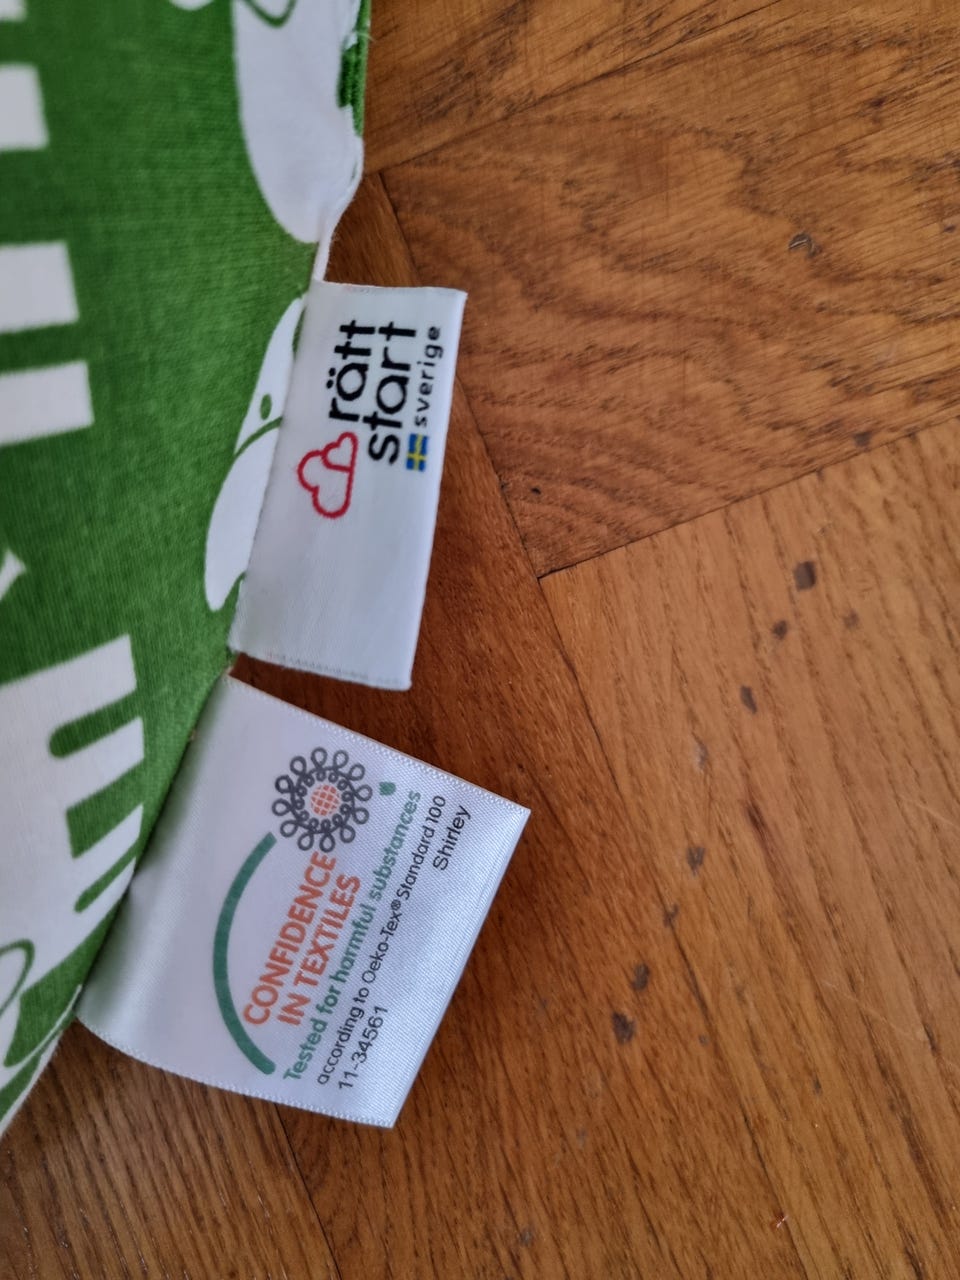 rätt
start
sverige
CONFIDENCE
IN TEXTILES
Tested for harmful substances
according to Oeko-Tex® Standard 100
11-34561 Shirley